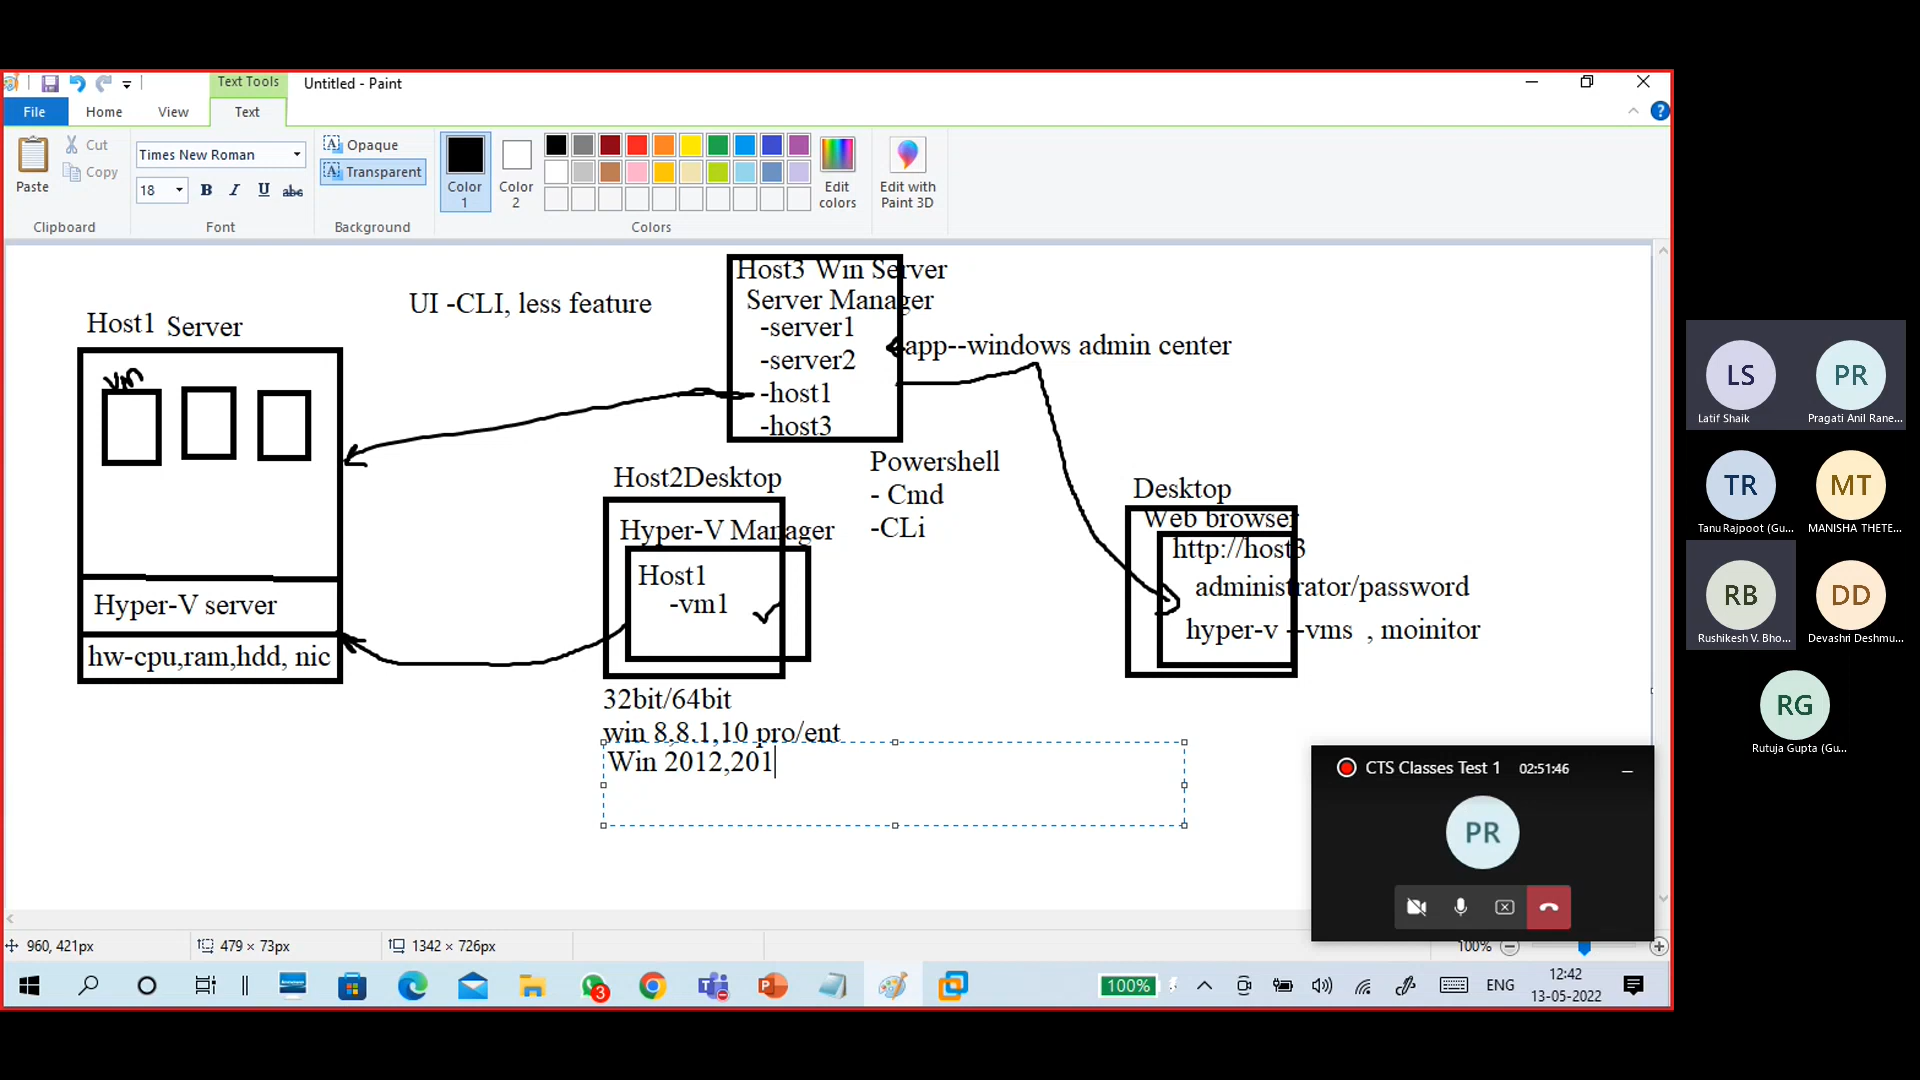 Text Tools
Untitled - Paint
File
Home
View
Text
Paste
Cut
Copy
Clipboard
Times New Roman
18
B I U abc
Font
Opaque
Transparent
Background
Color 1
Color 2
Edit colors
Colors
Edit with Paint 3D
Host3 Win Server
Server Manager
-server1
-server2
-host1
-host3
UI -CLI, less feature
app--windows admin center
Host1 Server
vm
Hyper-V server
hw-cpu,ram,hdd, nic
Host2Desktop
Hyper-V Manager
Host1
-vm1
32bit/64bit
win 8,8.1,10 pro/ent
Win 2012,201
Powershell
- Cmd
-CLi
Desktop
Web browser
http://host3
administrator/password
hyper-v --vms , moinitor
CTS Classes Test 1 02:51:46
PR
960, 421px
479 × 73px
1342 × 726px
100%
3
100%
ENG
12:42
13-05-2022
LS
Latif Shaik
PR
Pragati Anil Rane...
TR
Tanu Rajpoot (Gu...
MT
MANISHA THETE...
RB
Rushikesh V. Bho...
DD
Devashri Deshmu...
RG
Rutuja Gupta (Gu...